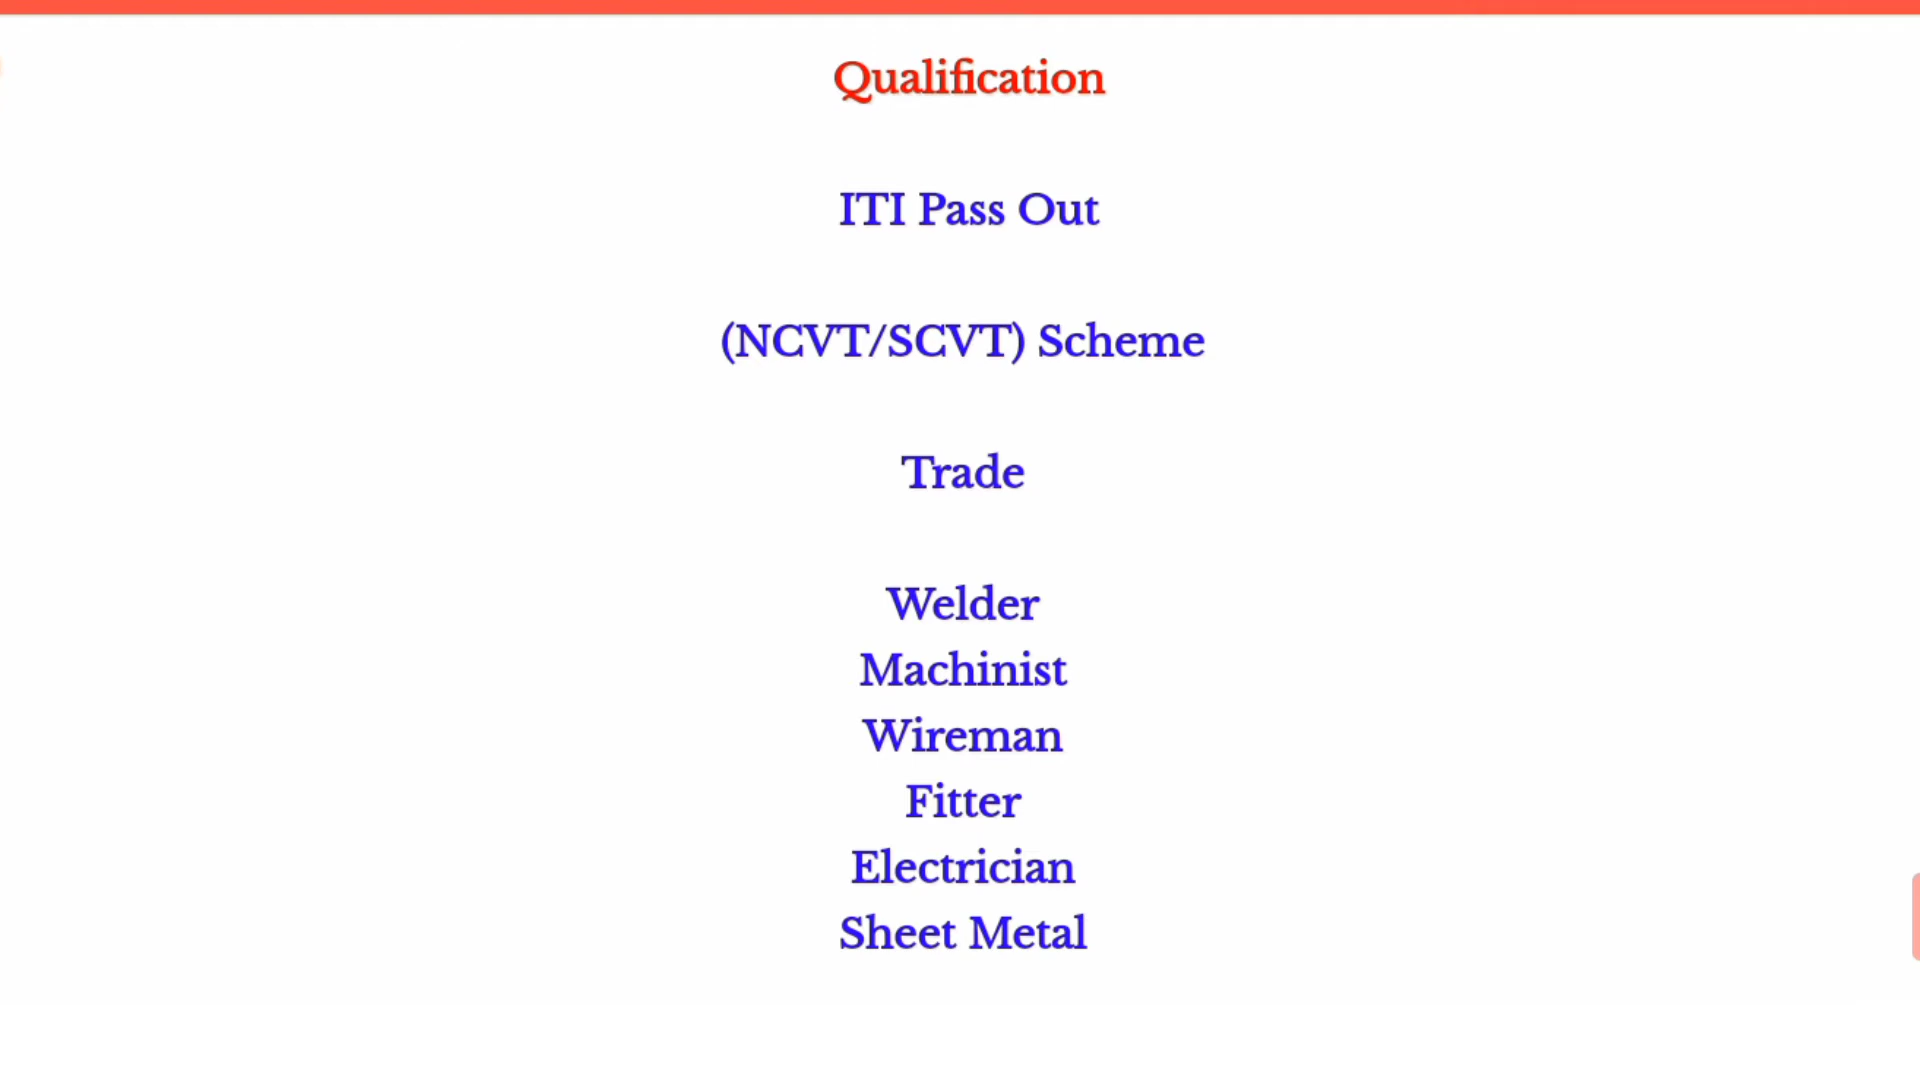 Qualification
ITI Pass Out
(NCVT/SCVT) Scheme
Trade
Welder
Machinist
Wireman
Fitter
Electrician
Sheet Metal